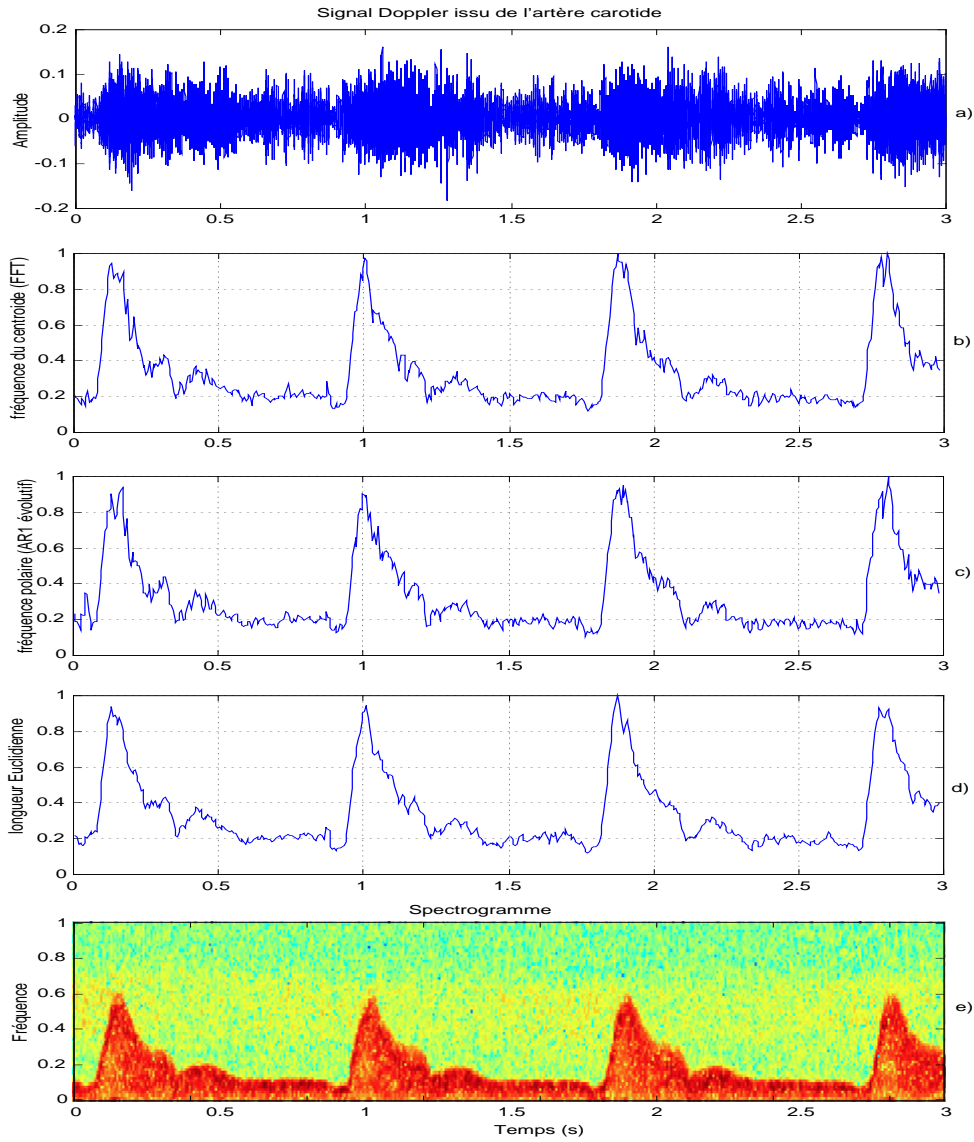 Signal Doppler issu de l'artère carotide
0.2
0.1
0
-0.1
-0.2
Amplitude
0 0.5 1 1.5 2 2.5 3
a)
1
0.8
0.6
0.4
0.2
0
fréquence du centroide (FFT)
0 0.5 1 1.5 2 2.5 3
b)
1
0.8
0.6
0.4
0.2
0
fréquence polaire (AR1 évolutif)
0 0.5 1 1.5 2 2.5 3
c)
1
0.8
0.6
0.4
0.2
0
longueur Euclidienne
0 0.5 1 1.5 2 2.5 3
d)
Spectrogramme
1
0.8
0.6
0.4
0.2
0
Fréquence
0 0.5 1 1.5 2 2.5 3
e)
Temps (s)